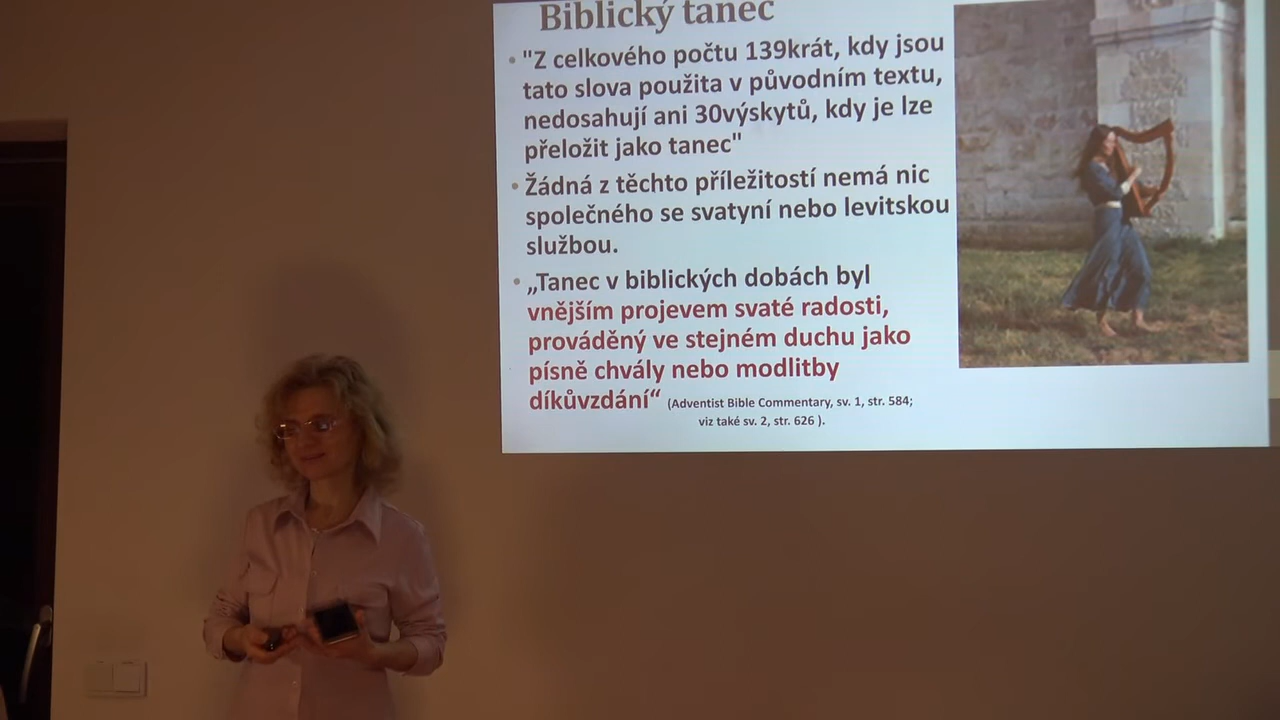 Biblický tanec
• "Z celkového počtu 139krát, kdy jsou
tato slova použita v původním textu,
nedosahují ani 30výskytů, kdy je lze
přeložit jako tanec"
• Žádná z těchto příležitostí nemá nic
společného se svatyní nebo levitskou
službou.
• „Tanec v biblických dobách byl
vnějším projevem svaté radosti,
prováděný ve stejném duchu jako
písně chvály nebo modlitby
díkůvzdání“ (Adventist Bible Commentary, sv. 1, str. 584;
viz také sv. 2, str. 626 ).